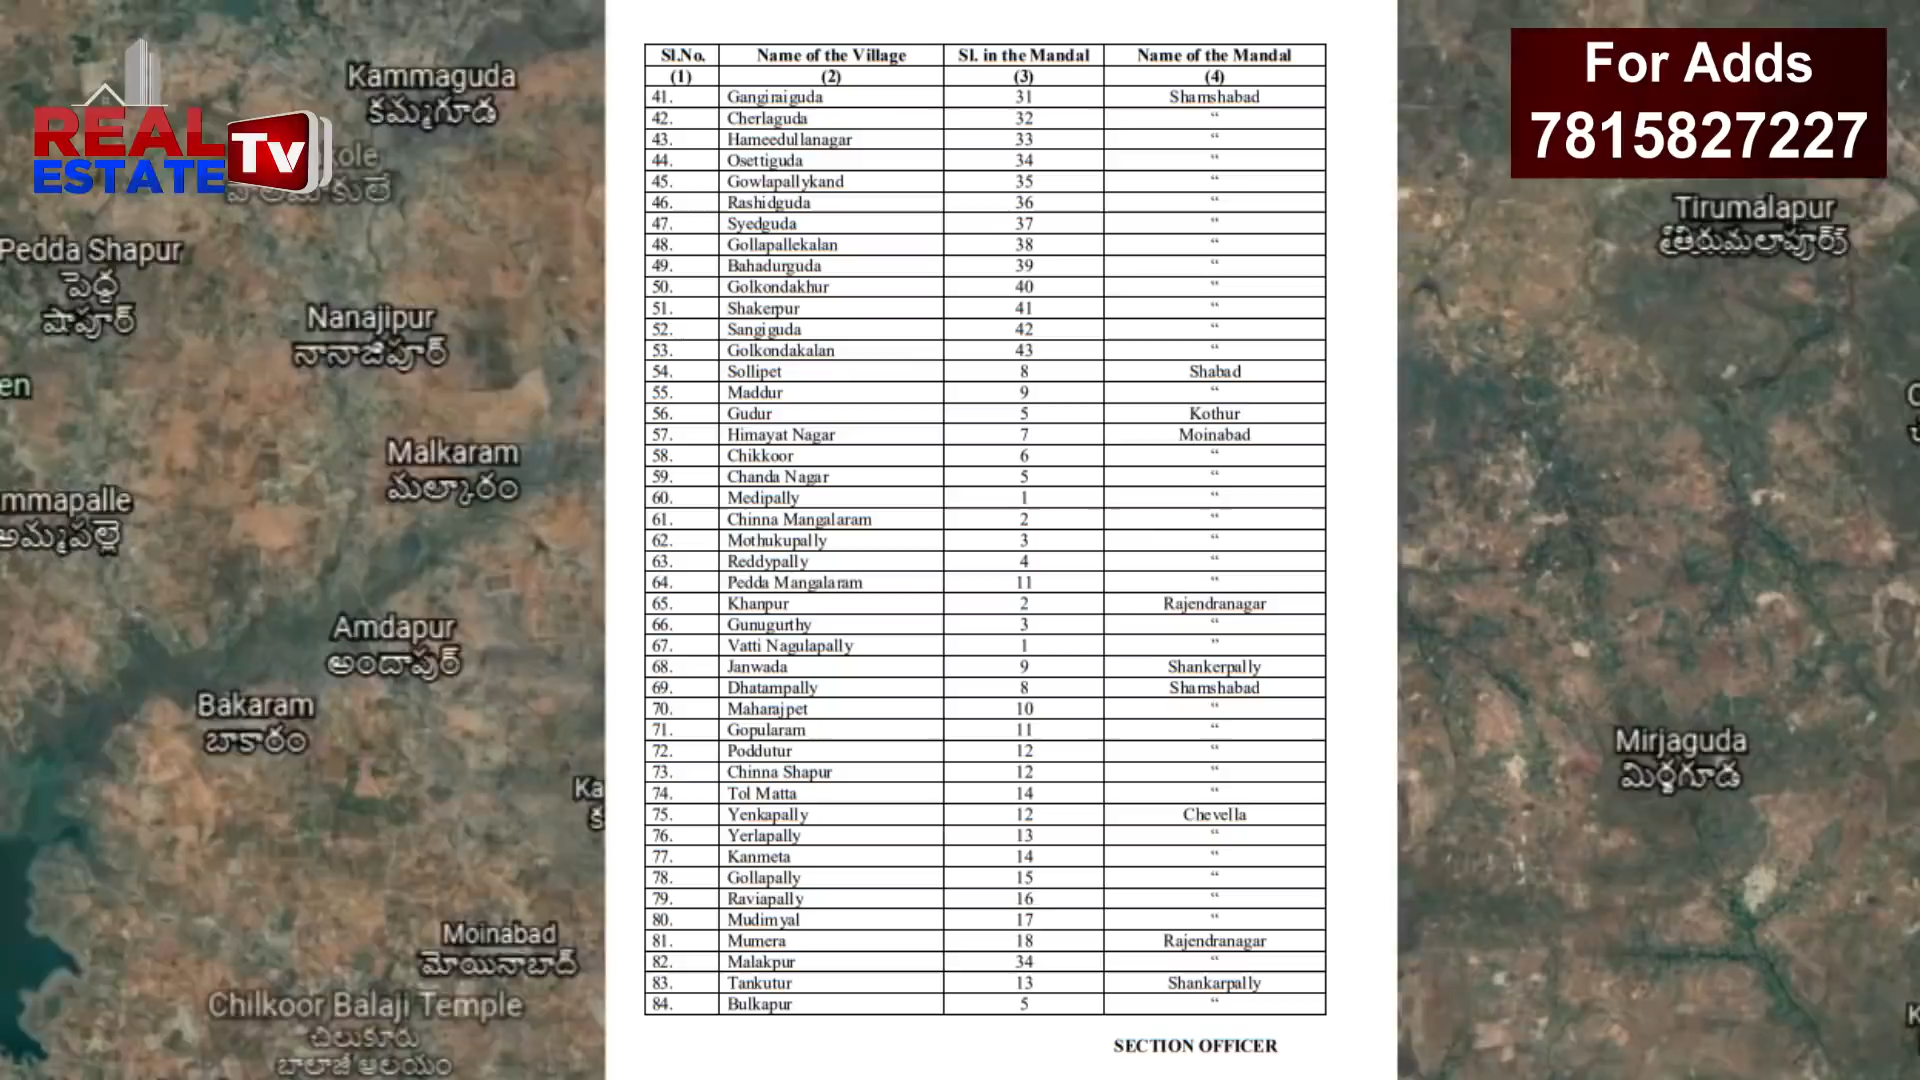 Kammaguda
కమ్మగూడ
REAL
ESTATE
Tv
kole
Pedda Shapur
పెద్ద
షాపూర్
Nanajipur
నానాజీపూర్
en
Malkaram
మల్కారం
mmapalle
అమ్మపల్లె
Amdapur
అందాపుర్
Bakaram
బాకారం
Ka
Moinabad
మోయినాబాద్
Chilkoor Balaji Temple
చిలుకూరు
బాలాజీ ఆలయం
Sl.No. Name of the Village Sl. in the Mandal Name of the Mandal
(1) (2) (3) (4)
41. Gangiraiguda 31 Shamshabad
42. Cherlaguda 32 “
43. Hameedullanagar 33 “
44. Osettiguda 34 “
45. Gowlapallykand 35 “
46. Rashidguda 36 “
47. Syedguda 37 “
48. Gollapallekalan 38 “
49. Bahadurguda 39 “
50. Golkondakhur 40 “
51. Shakerpur 41 “
52. Sangiguda 42 “
53. Golkondakalan 43 “
54. Sollipet 8 Shabad
55. Maddur 9 “
56. Gudur 5 Kothur
57. Himayat Nagar 7 Moinabad
58. Chikkoor 6 “
59. Chanda Nagar 5 “
60. Medipally 1 “
61. Chinna Mangalaram 2 “
62. Mothukupally 3 “
63. Reddypally 4 “
64. Pedda Mangalaram 11 “
65. Khanpur 2 Rajendranagar
66. Gunugurthy 3 “
67. Vatti Nagulapally 1 ”
68. Janwada 9 Shankerpally
69. Dhatampally 8 Shamshabad
70. Maharajpet 10 “
71. Gopularam 11 “
72. Poddutur 12 “
73. Chinna Shapur 12 “
74. Tol Matta 14 “
75. Yenkapally 12 Chevella
76. Yerlapally 13 “
77. Kanmeta 14 “
78. Gollapally 15 “
79. Raviapally 16 “
80. Mudimyal 17 “
81. Mumera 18 Rajendranagar
82. Malakpur 34 “
83. Tankutur 13 Shankarpally
84. Bulkapur 5 “
SECTION OFFICER
For Adds
7815827227
Tirumalapur
తిరుమలాపూర్
Mirjaguda
మిర్జగూడ